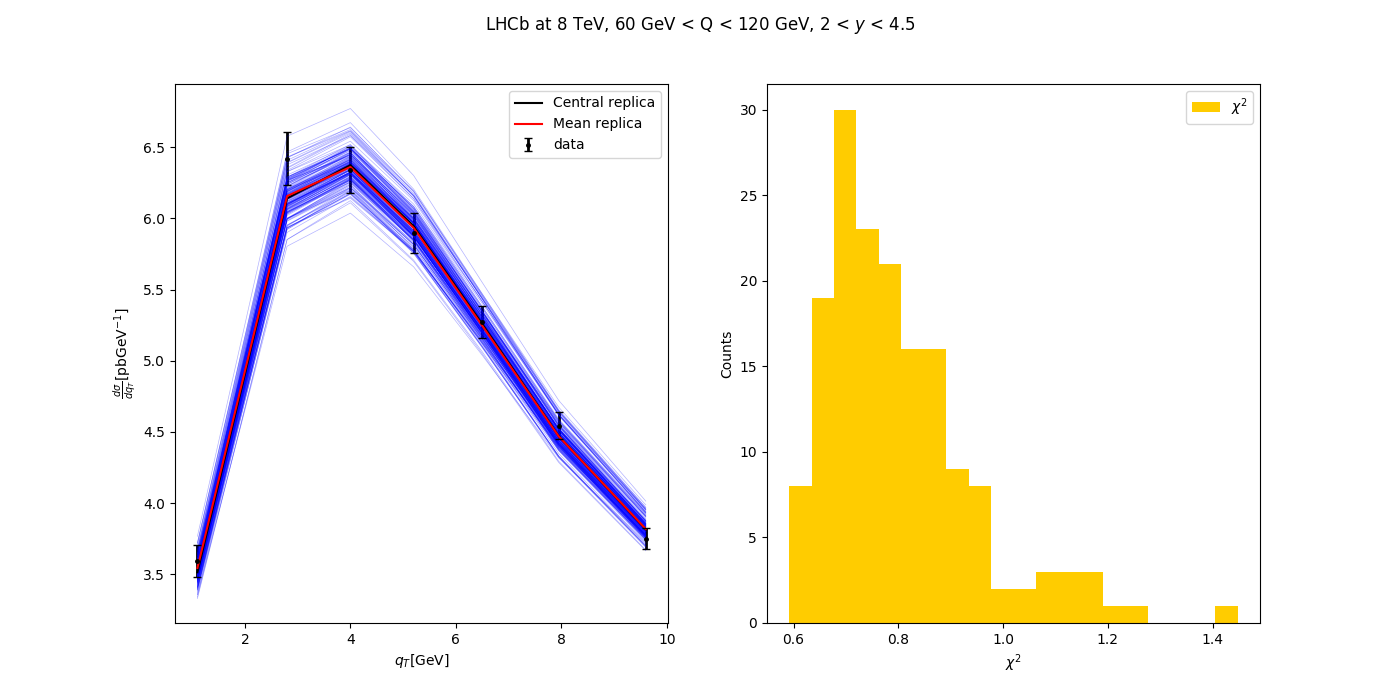 LHCb at 8 TeV, 60 GeV < Q < 120 GeV, 2 < y < 4.5
Central replica
Mean replica
data
6.5
6.0
5.5
5.0
4.5
4.0
3.5
dσ/dq_T [pbGeV⁻¹]
2 4 6 8 10
q_T[GeV]
χ²
30
25
20
15
10
5
0
Counts
0.6 0.8 1.0 1.2 1.4
χ²